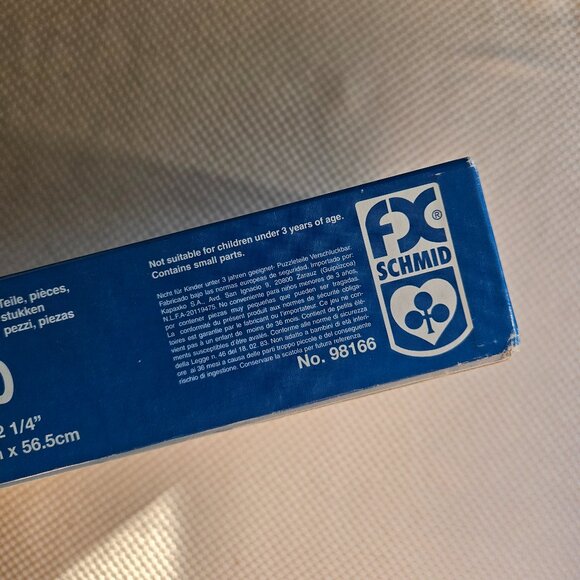 Teile, pièces,
stukken
pezzi, piezas
2 1/4”
x 56.5cm
Not suitable for children under 3 years of age.
Contains small parts.
Nicht für Kinder unter 3 jahren geeignet- Puzzleteile Verschluckbar.
Fabricado bajo las normas europeas de seguridad. Importado por:
Kapasko S.A., Avd. San Ignacio 9, 20800 Zarauz (Guipúzcoa)
N.I.F.A-20119475. No conveniente para niños menores de 3 años,
por contener piezas muy pequeñas que pueden ser tragadas.
La conformité du présent produit aux normes de sécurité obliga-
toires est garantie par le fabricant ou l'importateur. Ce jeu ne con-
vient pas à un enfant de moins de 36 mois. Contient de petits élé-
ments susceptibles d'être avalés. Conforme alle norme di sicurezza
della Legge n. 46 del 18. 02. 83. Non adatto a bambini di età infer-
ore ai 36 mesi a causa delle parti troppo piccole e del conseguente
rischio di ingestione. Conservare la scatola per futura referenza
No. 98166
FX
®
SCHMID